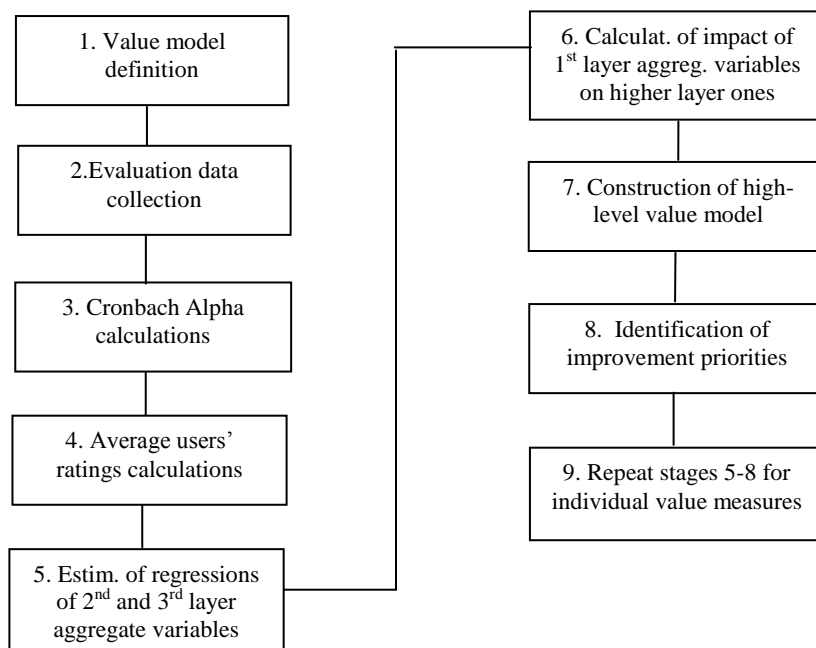 1. Value model
definition
2.Evaluation data
collection
3. Cronbach Alpha
calculations
4. Average users’
ratings calculations
5. Estim. of regressions
of 2nd and 3rd layer
aggregate variables
6. Calculat. of impact of
1st layer aggreg. variables
on higher layer ones
7. Construction of high-
level value model
8. Identification of
improvement priorities
9. Repeat stages 5-8 for
individual value measures